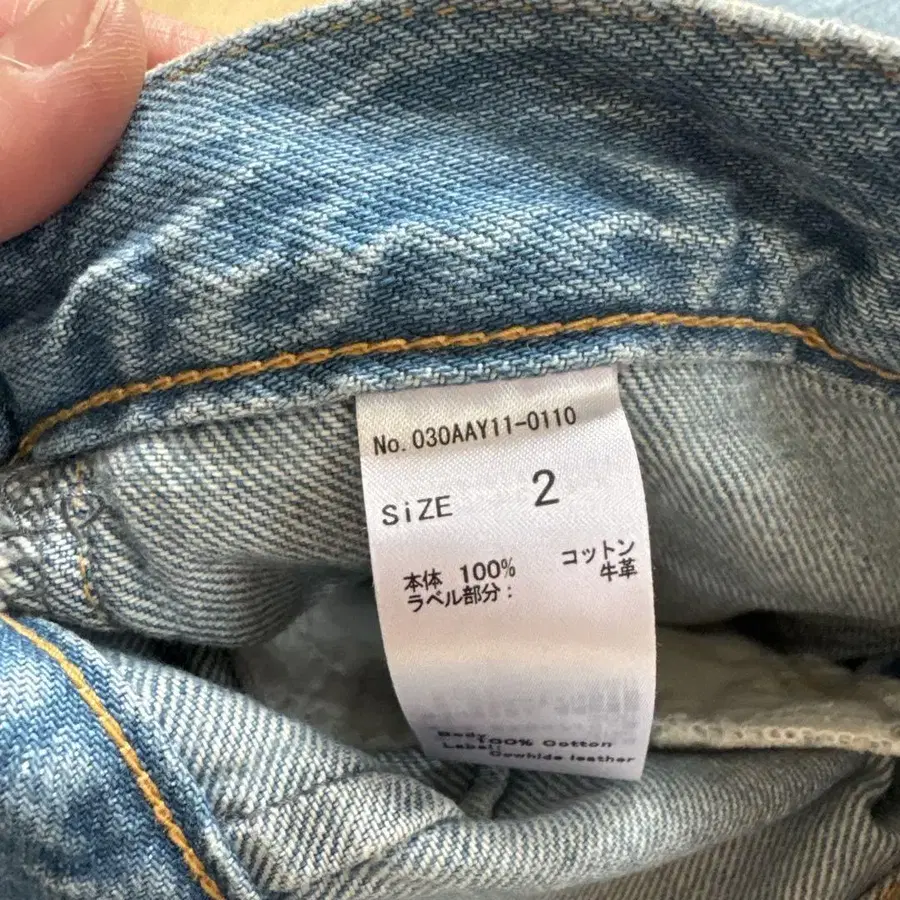 No. 030AAY11-0110
SiZE 2
本体 100% コットン
ラベル部分: 牛革
Body:
100% Cotton
Label:
Cowhide leather